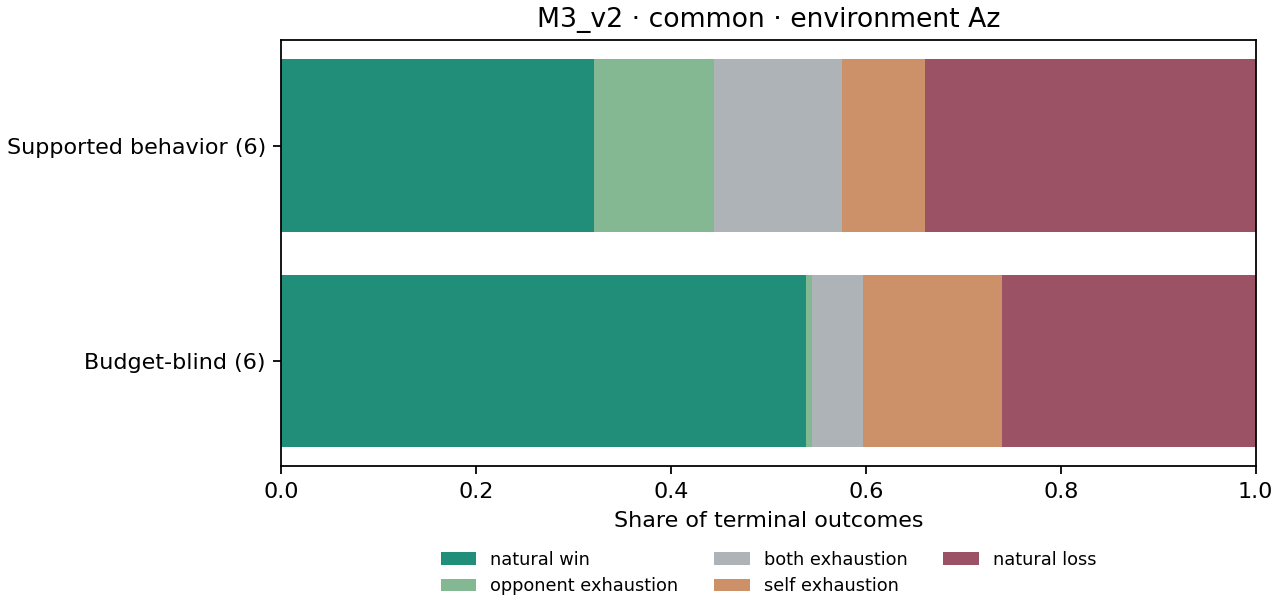 M3_v2 · common · environment Az
Supported behavior (6)
Budget-blind (6)
0.0 0.2 0.4 0.6 0.8 1.0
Share of terminal outcomes
natural win both exhaustion natural loss
opponent exhaustion self exhaustion